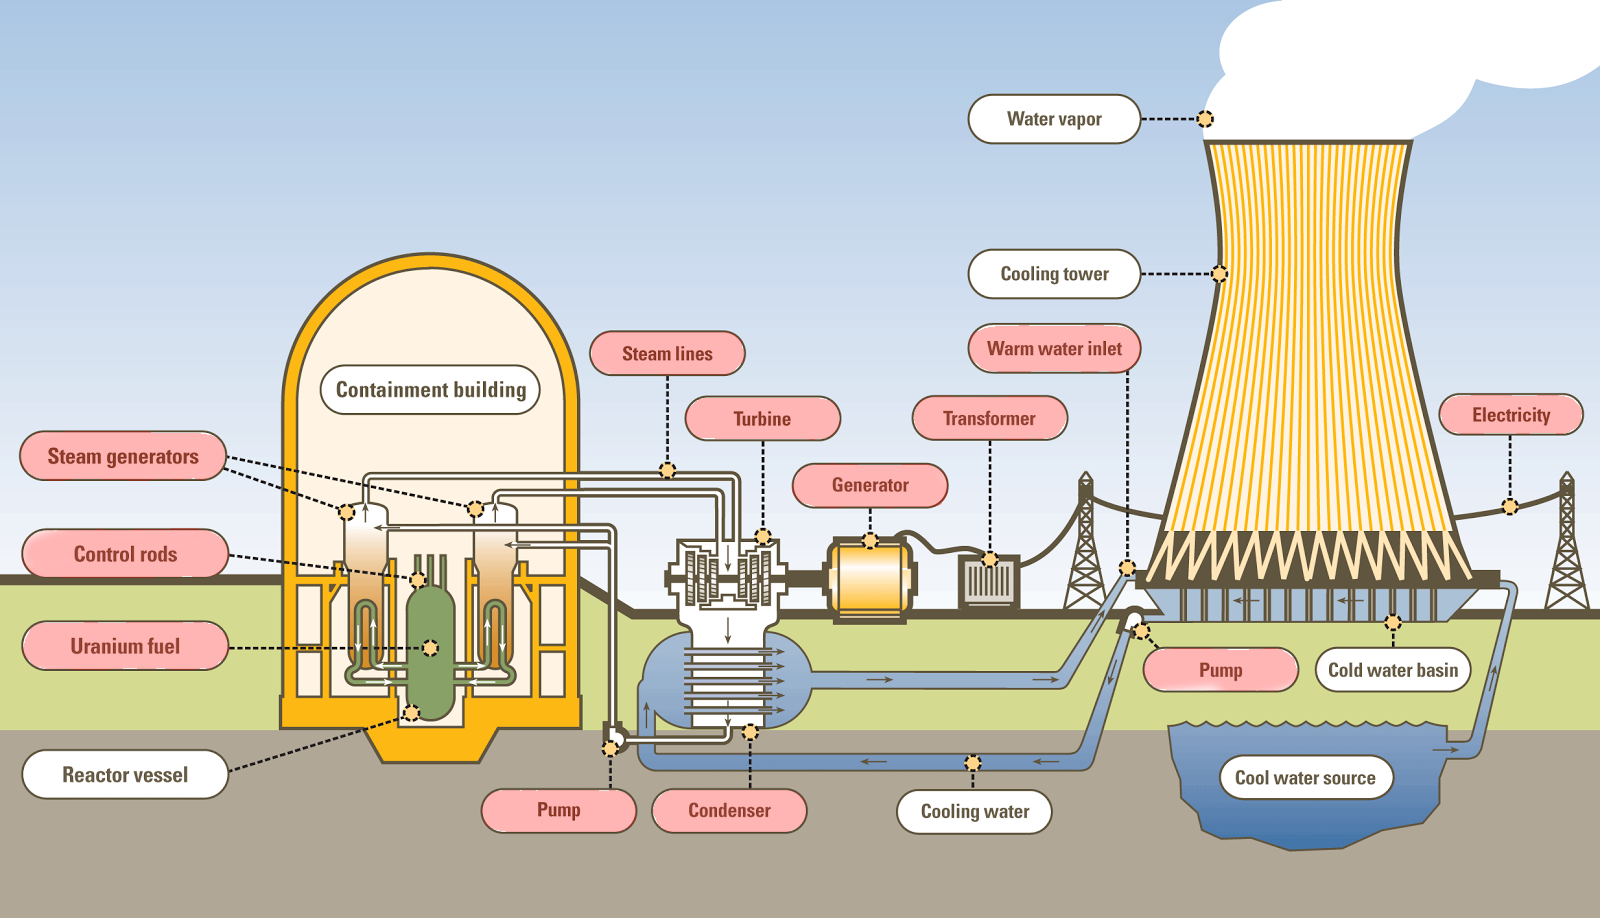 Water vapor
Cooling tower
Steam lines
Warm water inlet
Containment building
Turbine
Transformer
Electricity
Steam generators
Generator
Control rods
Uranium fuel
Pump
Cold water basin
Reactor vessel
Cool water source
Pump
Condenser
Cooling water